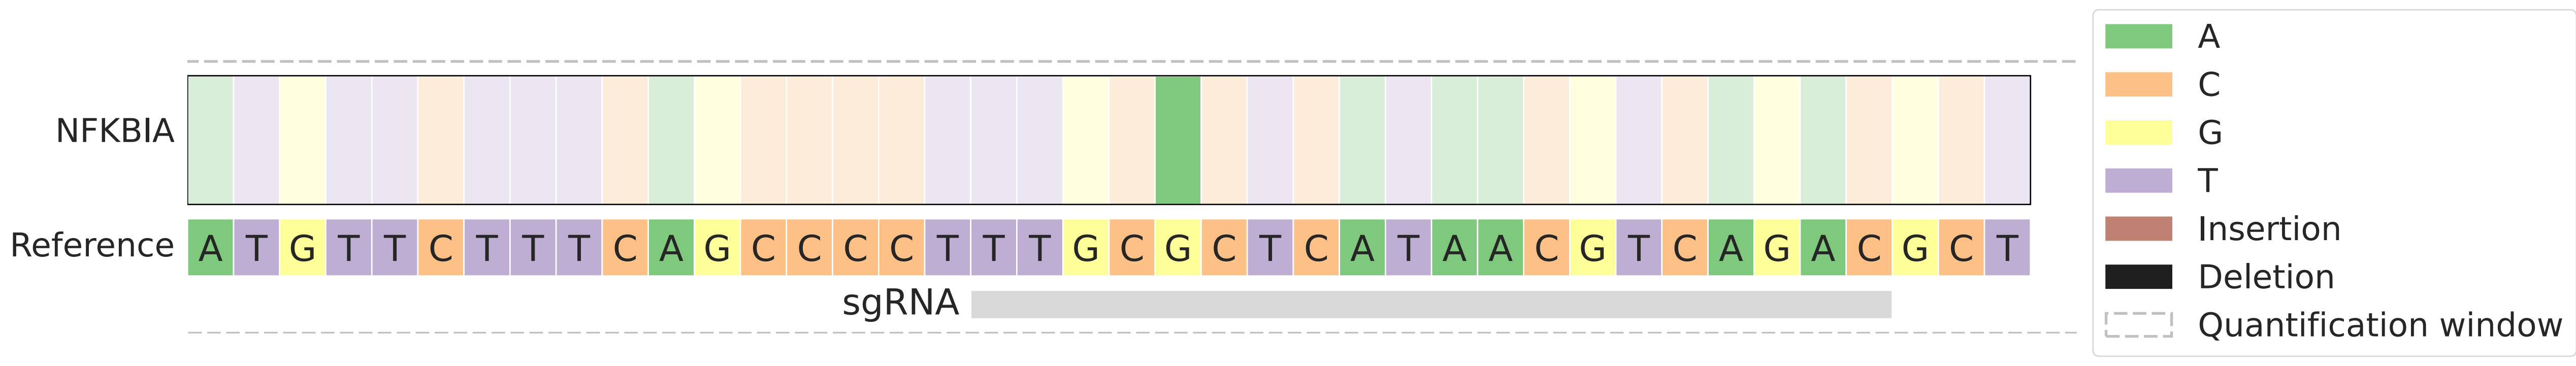 NFKBIA
Reference A T G T T C T T T C A G C C C C T T T G C G C T C A T A A C G T C A G A C G C T
sgRNA
A
C
G
T
Insertion
Deletion
Quantification window